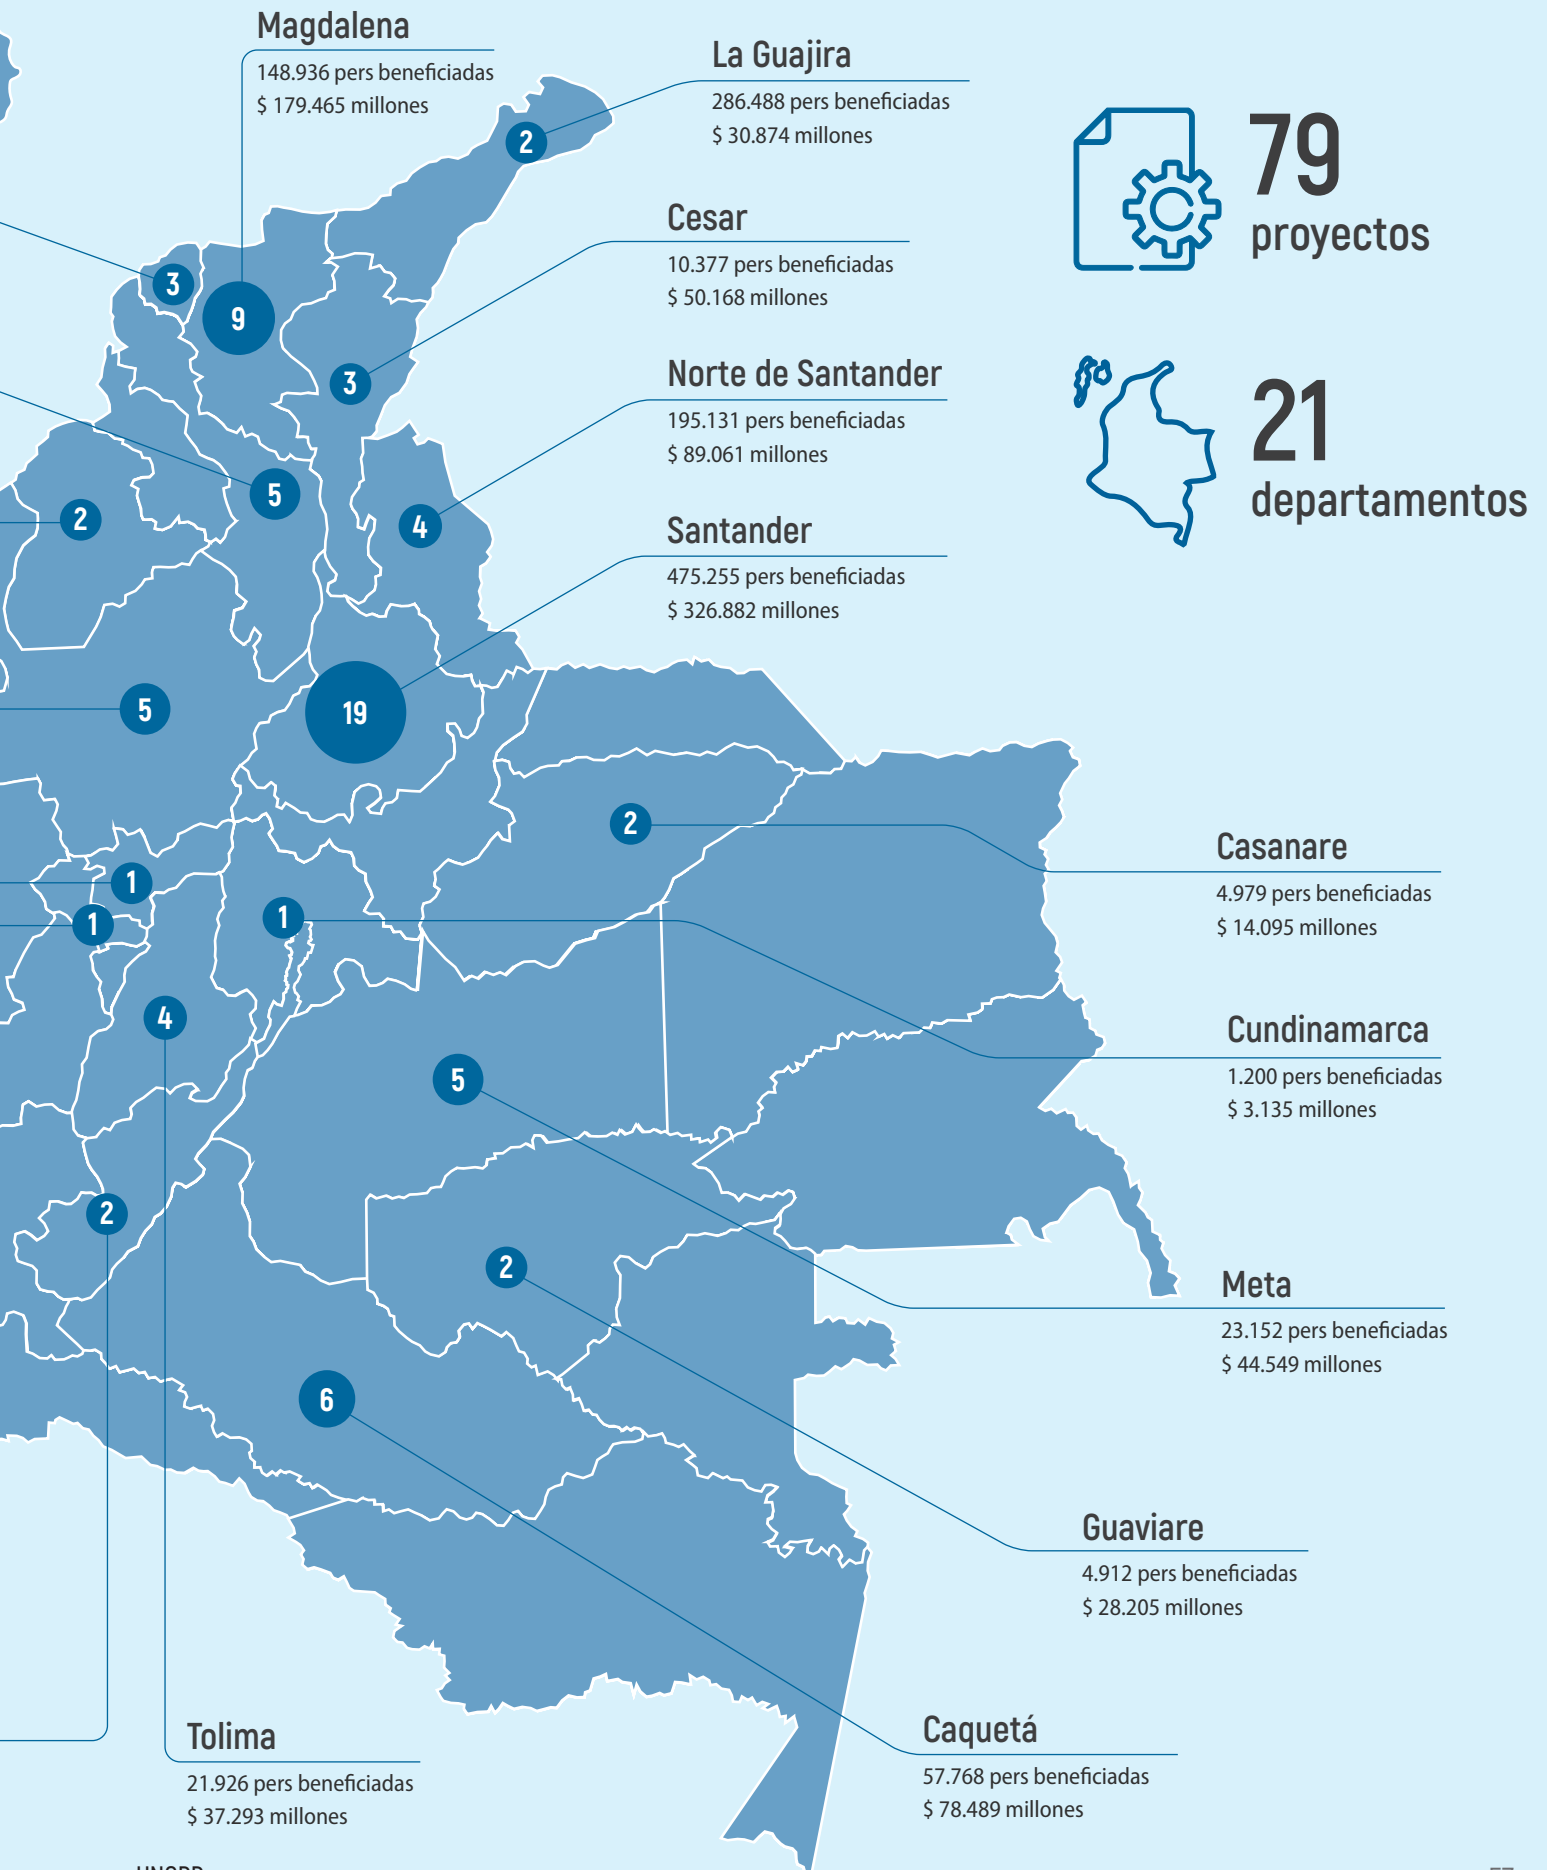 Magdalena
148.936 pers beneficiadas
$ 179.465 millones
La Guajira
286.488 pers beneficiadas
$ 30.874 millones
79
proyectos
2
Cesar
10.377 pers beneficiadas
$ 50.168 millones
3
9
3
Norte de Santander
195.131 pers beneficiadas
$ 89.061 millones
21
departamentos
5
2
4
Santander
475.255 pers beneficiadas
$ 326.882 millones
5
19
2
Casanare
4.979 pers beneficiadas
$ 14.095 millones
1
1
1
4
Cundinamarca
1.200 pers beneficiadas
$ 3.135 millones
5
2
2
Meta
23.152 pers beneficiadas
$ 44.549 millones
6
Guaviare
4.912 pers beneficiadas
$ 28.205 millones
Tolima
21.926 pers beneficiadas
$ 37.293 millones
Caquetá
57.768 pers beneficiadas
$ 78.489 millones